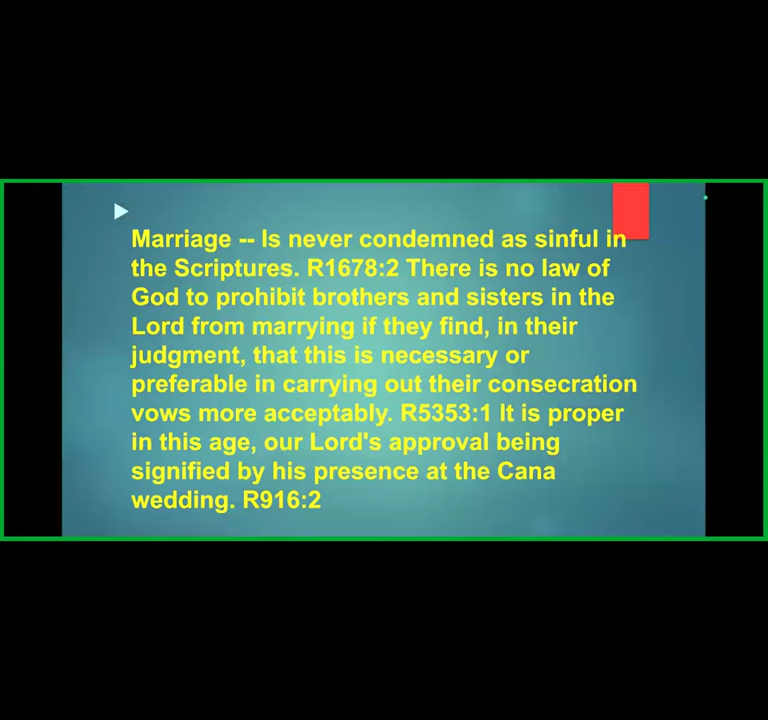 Marriage -- Is never condemned as sinful in
the Scriptures. R1678:2 There is no law of
God to prohibit brothers and sisters in the
Lord from marrying if they find, in their
judgment, that this is necessary or
preferable in carrying out their consecration
vows more acceptably. R5353:1 It is proper
in this age, our Lord's approval being
signified by his presence at the Cana
wedding. R916:2